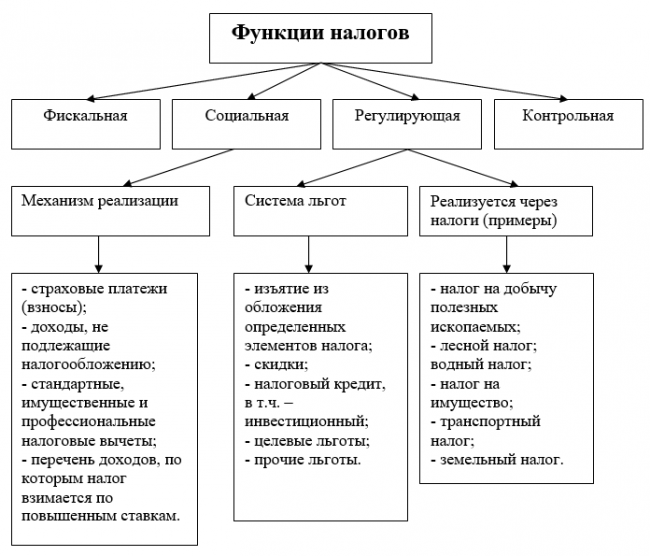 Функции налогов
Фискальная
Социальная
Регулирующая
Контрольная
Механизм реализации
Система льгот
Реализуется через
налоги (примеры)
- страховые платежи
(взносы);
- доходы, не
подлежащие
налогообложению;
- стандартные,
имущественные и
профессиональные
налоговые вычеты;
- перечень доходов, по
которым налог
взимается по
повышенным ставкам.
- изъятие из
обложения
определенных
элементов налога;
- скидки;
- налоговый кредит,
в т.ч. –
инвестиционный;
- целевые льготы;
- прочие льготы.
- налог на добычу
полезных
ископаемых;
- лесной налог;
водный налог;
- налог на
имущество;
- транспортный
налог;
- земельный налог.